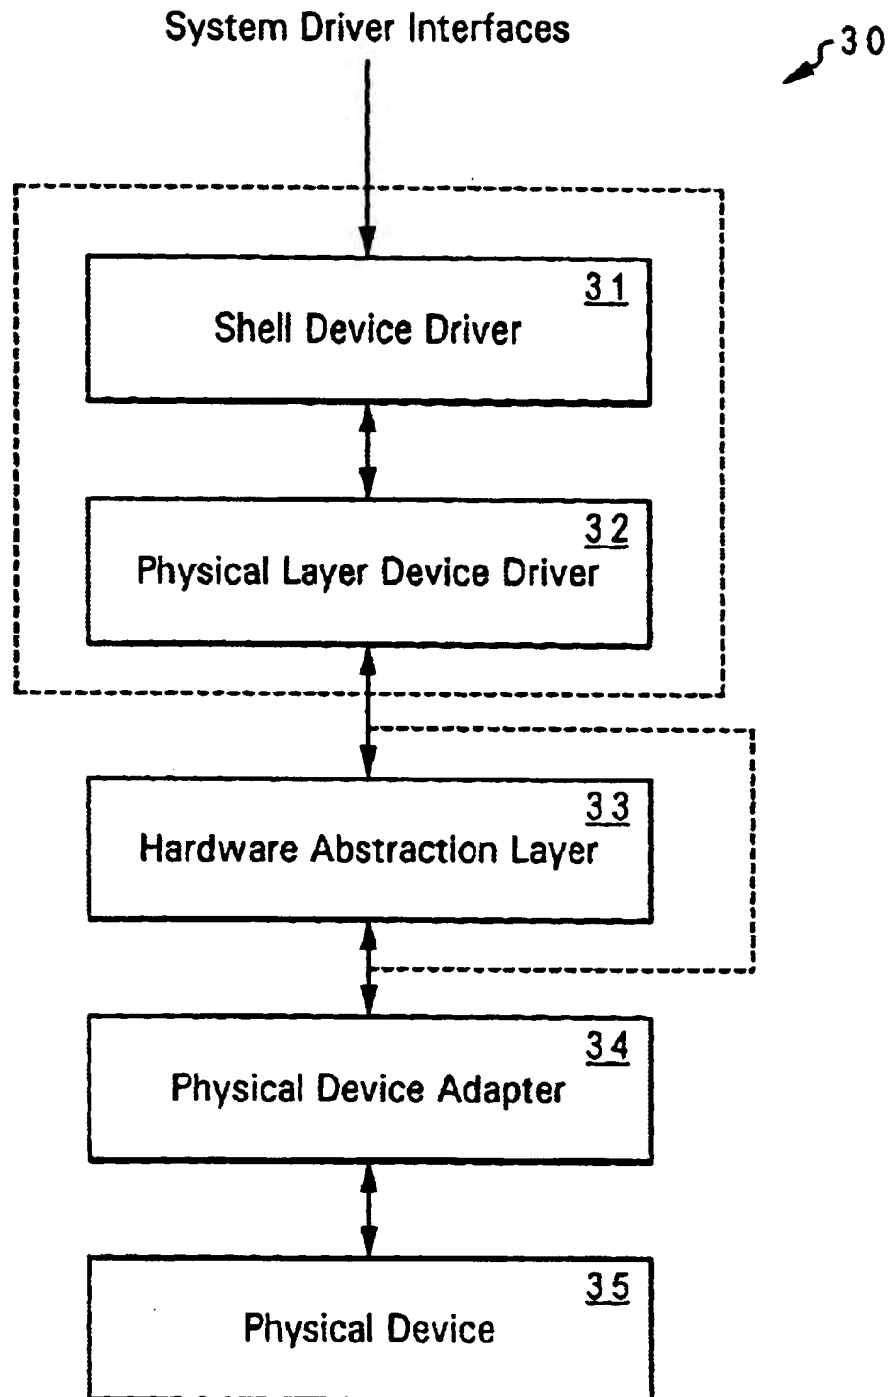 System Driver Interfaces
30
31
Shell Device Driver
32
Physical Layer Device Driver
33
Hardware Abstraction Layer
34
Physical Device Adapter
35
Physical Device